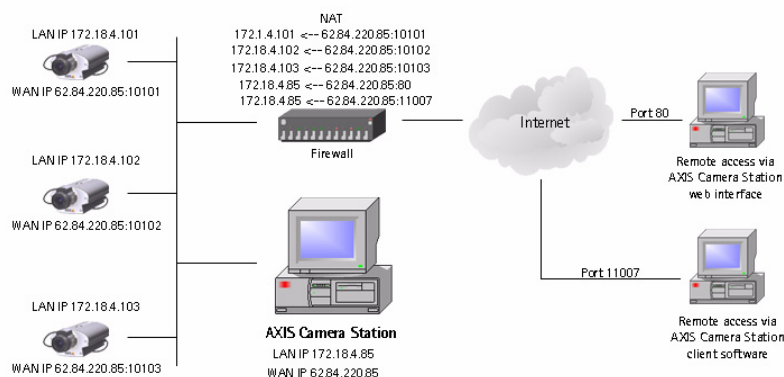 LAN IP 172.18.4.101
WAN IP 62.84.220.85:10101
NAT
172.1.4.101 <-- 62.84.220.85:10101
172.18.4.102 <-- 62.84.220.85:10102
172.18.4.103 <-- 62.84.220.85:10103
172.18.4.85 <-- 62.84.220.85:80
172.18.4.85 <-- 62.84.220.85:11007
Firewall
Internet
Port 80
Remote access via
AXIS Camera Station
web interface
LAN IP 172.18.4.102
WAN IP 62.84.220.85:10102
Port 11007
Remote access via
AXIS Camera Station
client software
LAN IP 172.18.4.103
WAN IP 62.84.220.85:10103
AXIS Camera Station
LAN IP 172.18.4.85
WAN IP 62.84.220.85